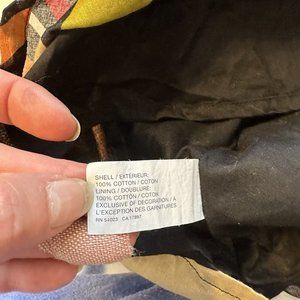 SHELL / EXTÉRIEUR:
100% COTTON / COTON
LINING / DOUBLURE:
100% COTTON / COTON
EXCLUSIVE OF DECORATION / A
L'EXCEPTION DES GARNITURES
RN 54023 CA 17897